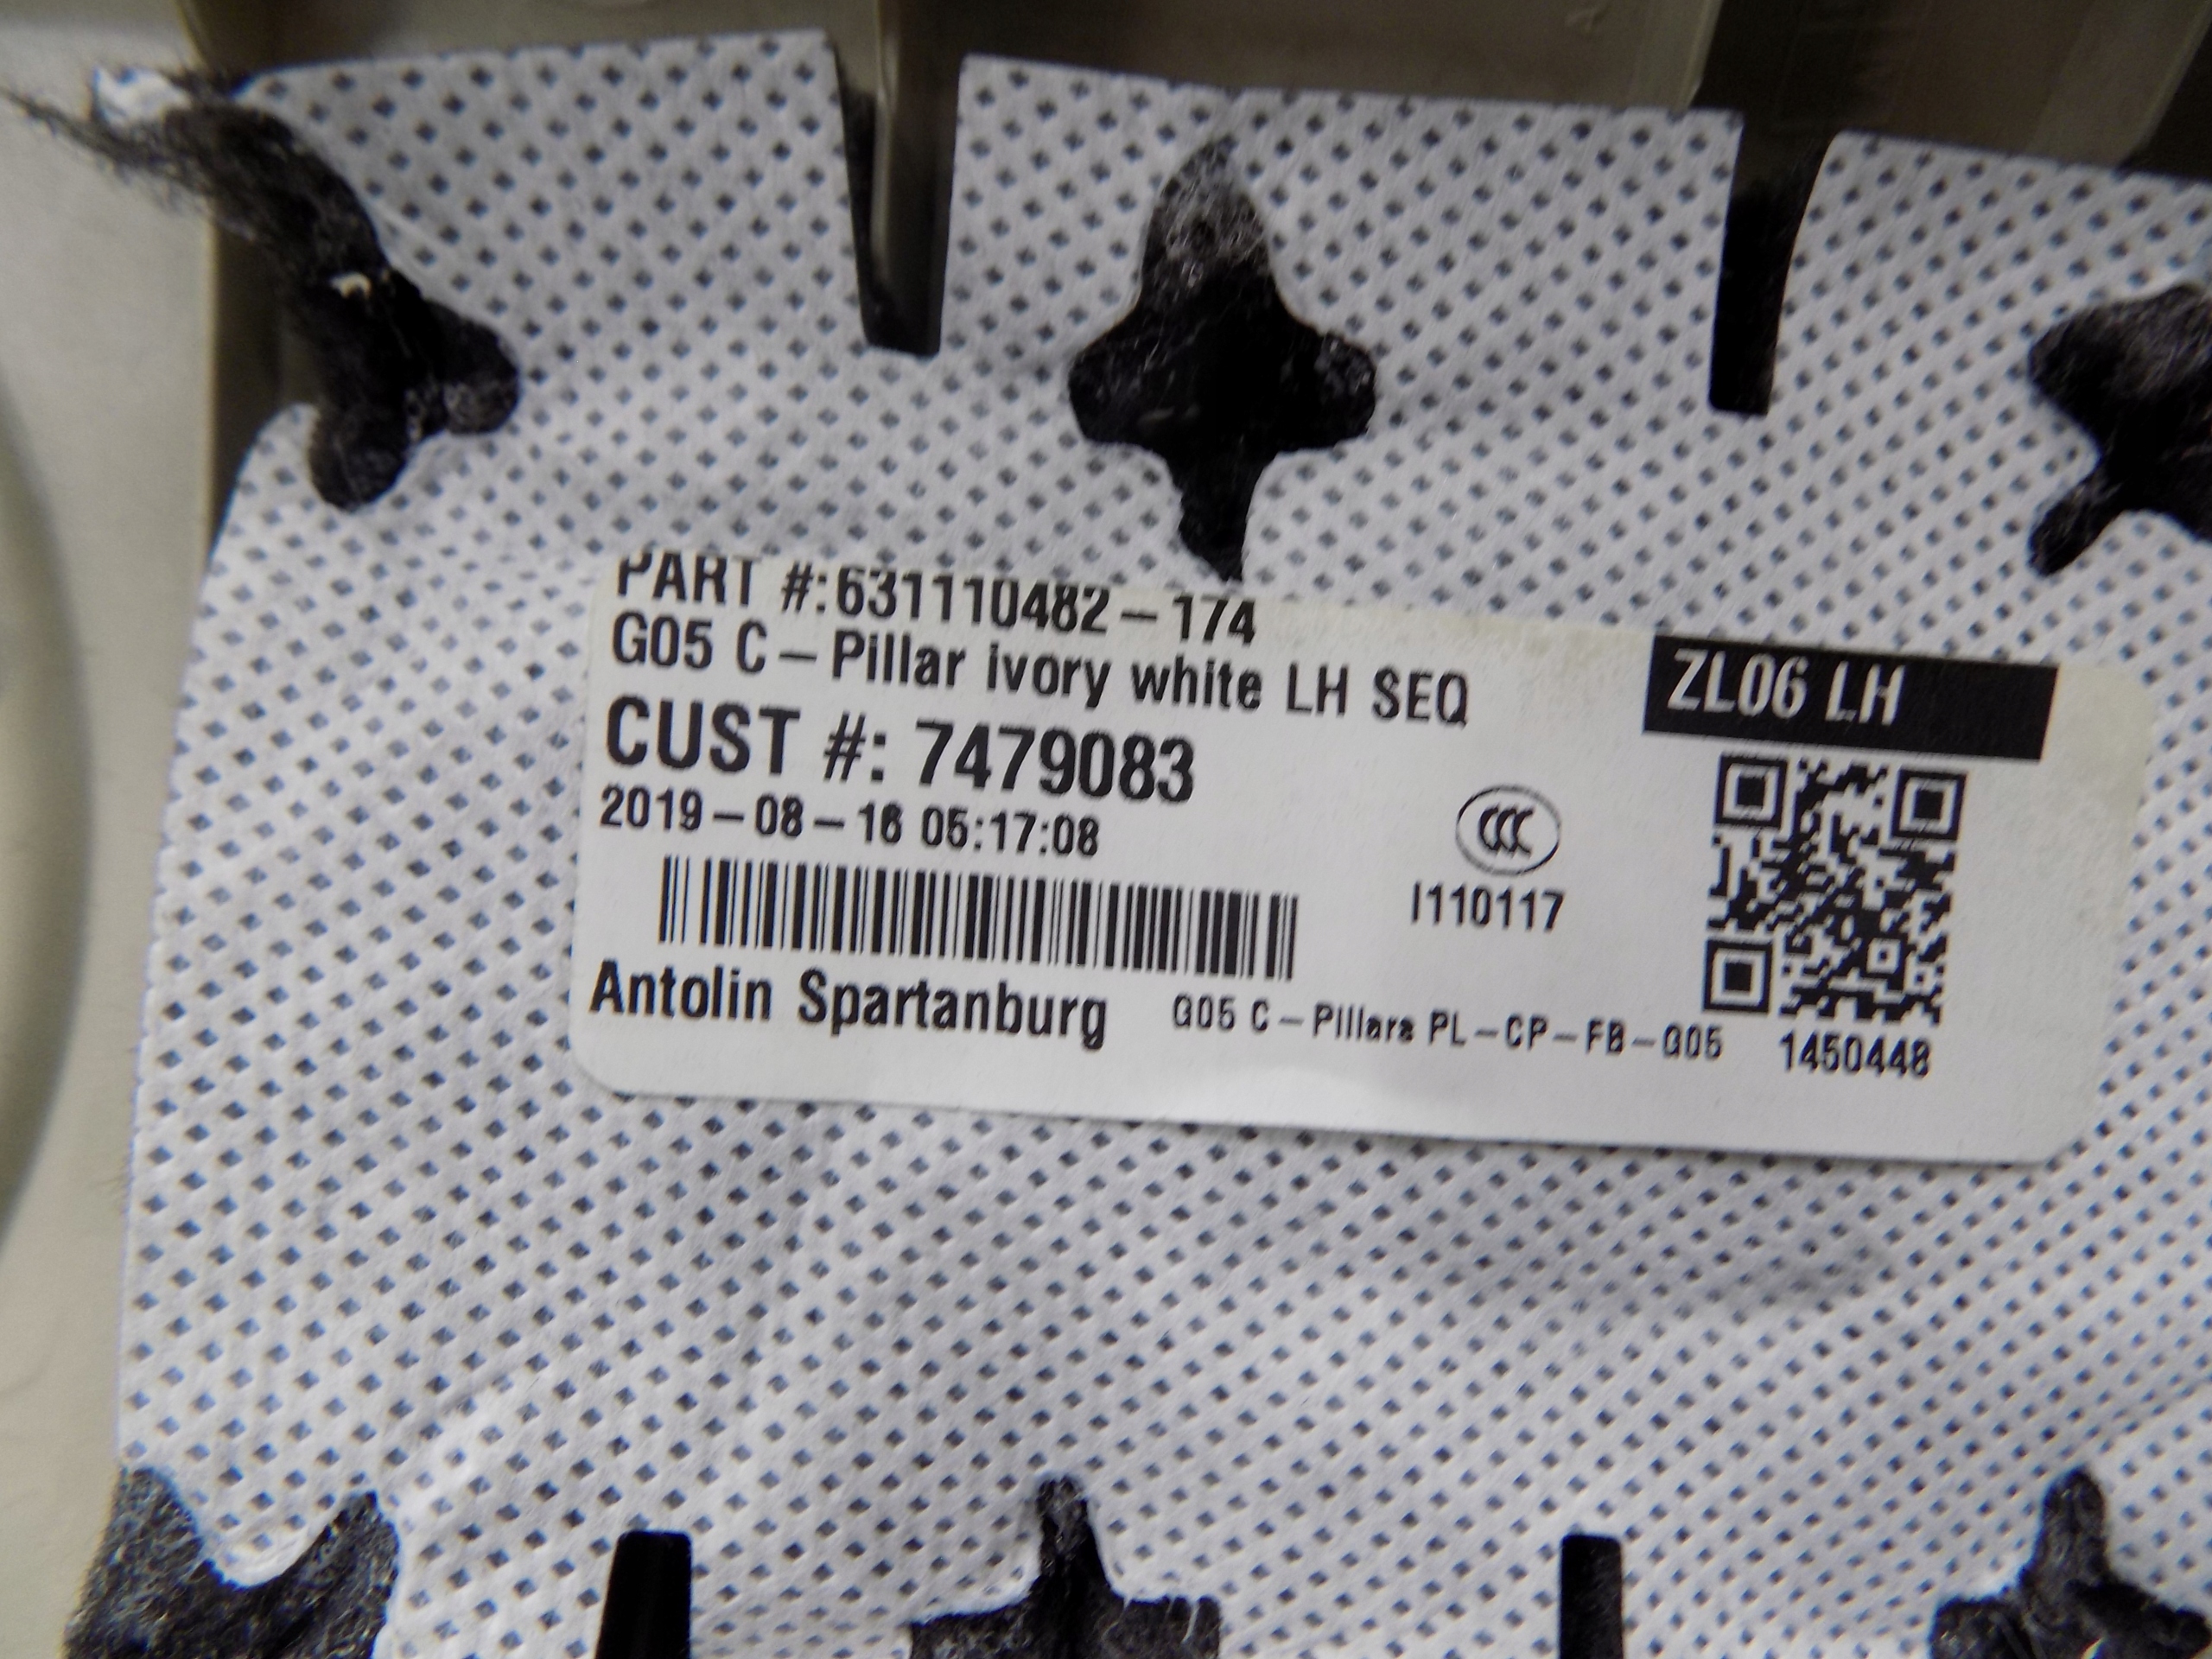 PART #:631110482-174
G05 C-Pillar ivory white LH SEQ
ZL06 LH
CUST #: 7479083
2019-08-16 05:17:08
CCC
I110117
Antolin Spartanburg
G05 C-Pillars PL-CP-FB-G05
1450448